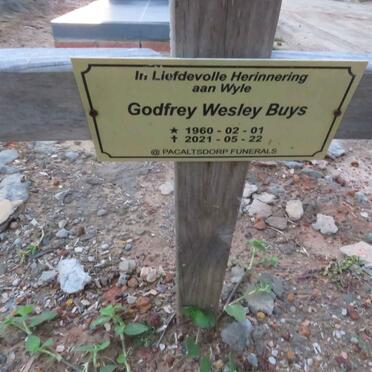 In Liefdevolle Herinnering
aan Wyle
Godfrey Wesley Buys
★ 1960 - 02 - 01
✝ 2021 - 05 - 22
@ PACALTSDORP FUNERALS